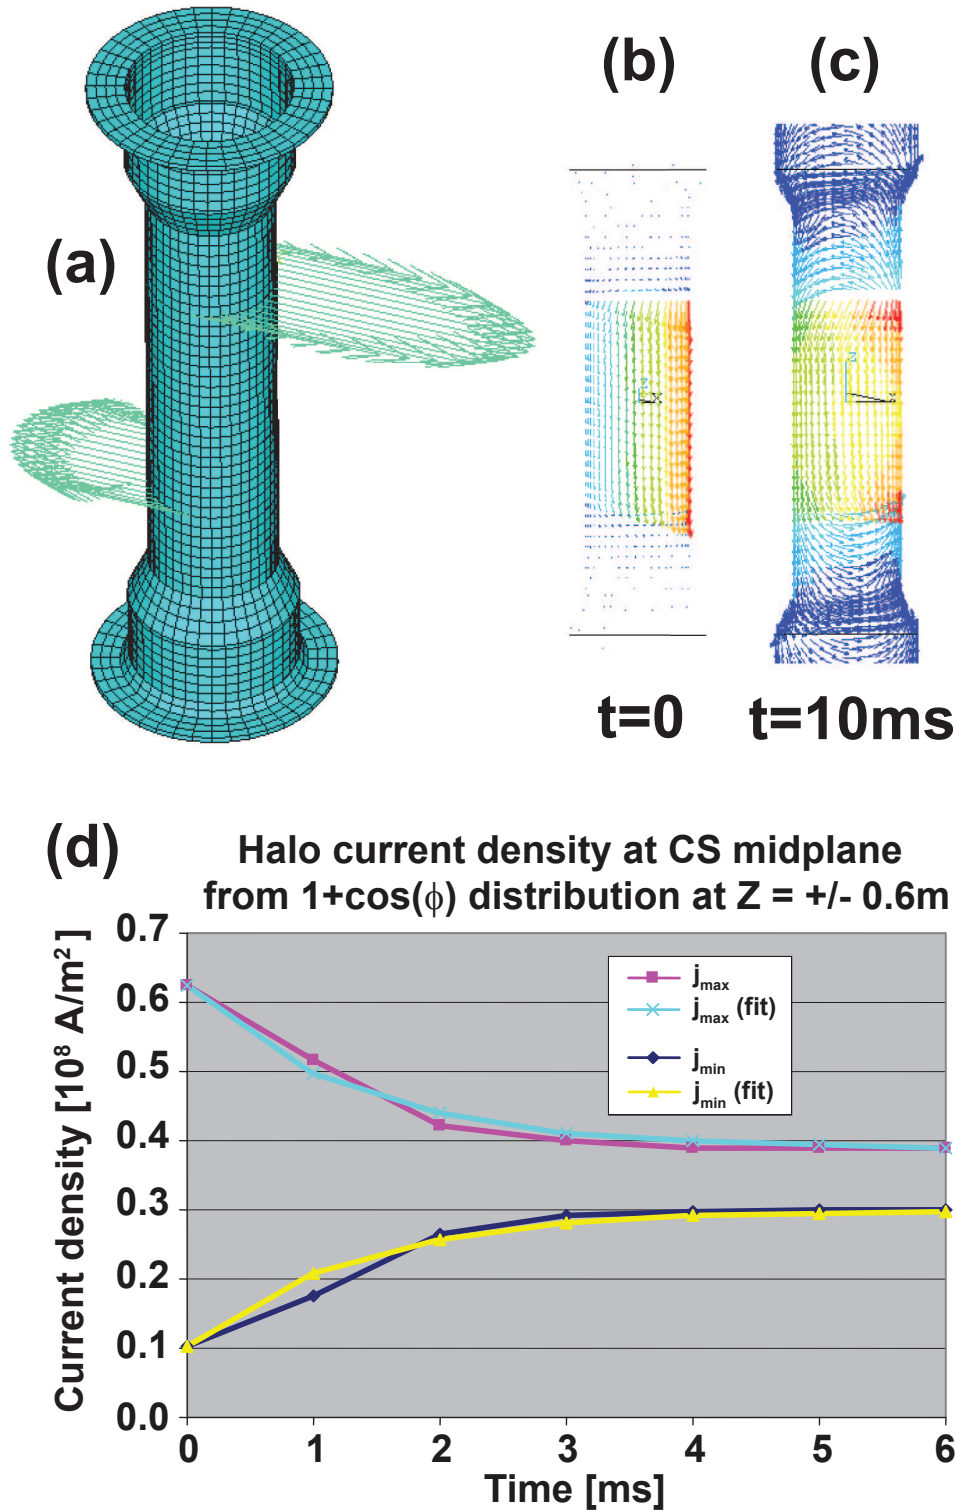 (a)
(b)
(c)
Z
X
Z
X
t=0
t=10ms
(d)
Halo current density at CS midplane
from 1+cos(ϕ) distribution at Z = +/- 0.6m
Current density [10⁸ A/m²]
0.7
0.6
0.5
0.4
0.3
0.2
0.1
0.0
jmax
jmax (fit)
jmin
jmin (fit)
0 1 2 3 4 5 6
Time [ms]